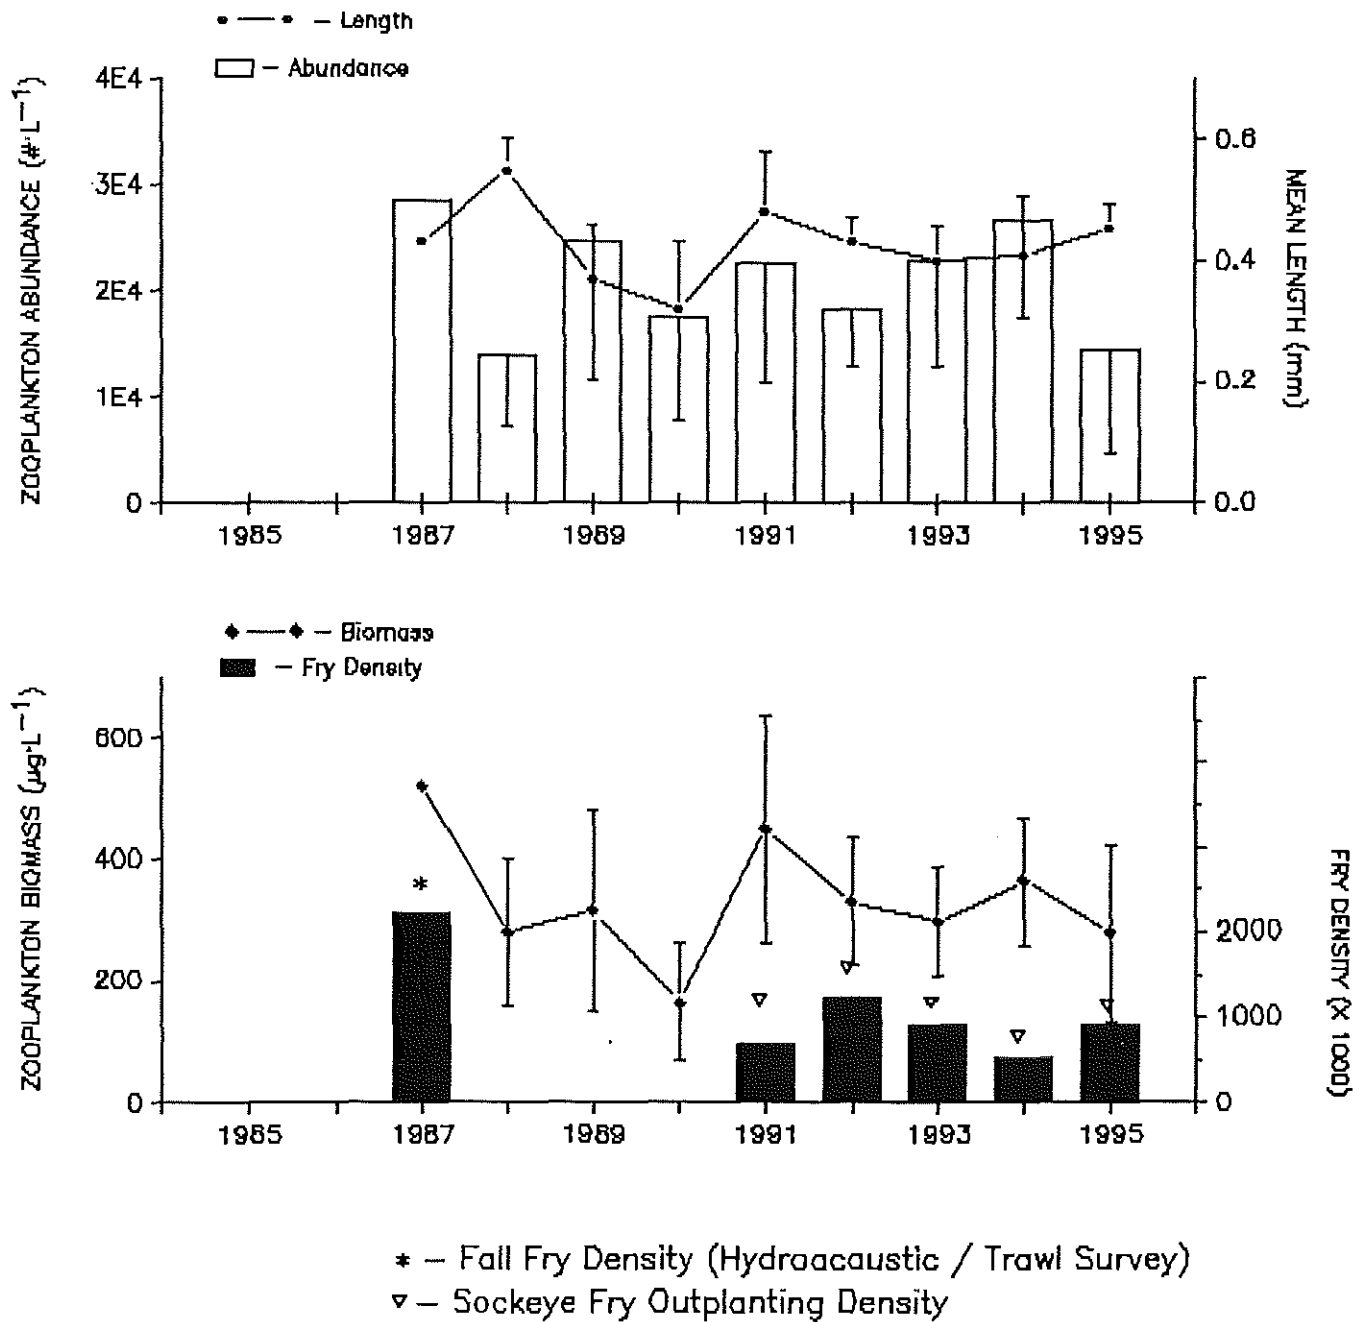 – Length
– Abundance
ZOOPLANKTON ABUNDANCE (#·L⁻¹)
4E4
3E4
2E4
1E4
0
0.6
0.4
0.2
0.0
MEAN LENGTH (mm)
1985 1987 1989 1991 1993 1995
– Biomass
– Fry Density
ZOOPLANKTON BIOMASS (µg·L⁻¹)
600
400
200
0
2000
1000
0
FRY DENSITY (X 1000)
1985 1987 1989 1991 1993 1995
* – Fall Fry Density (Hydroacaustic / Trawl Survey)
▽ – Sockeye Fry Outplanting Density